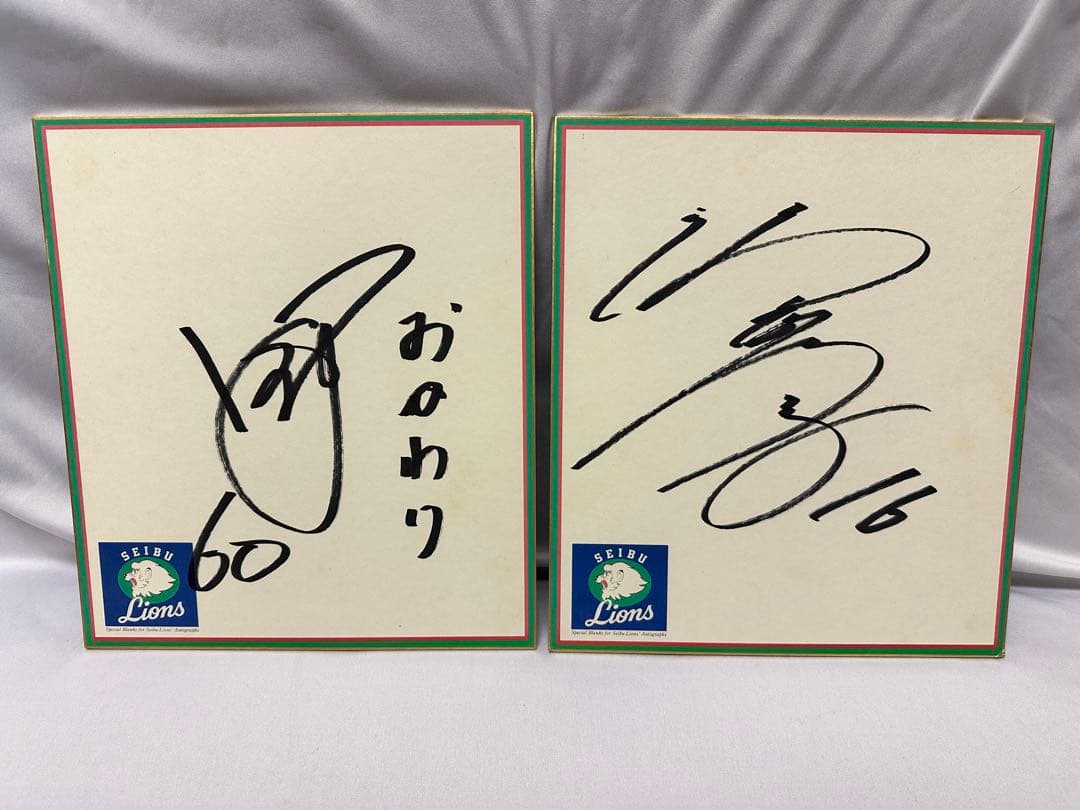 おかわり
60
SEIBU
Lions
Special Blanks for Seibu Lions' Autographs
16
SEIBU
Lions
Special Blanks for Seibu Lions' Autographs